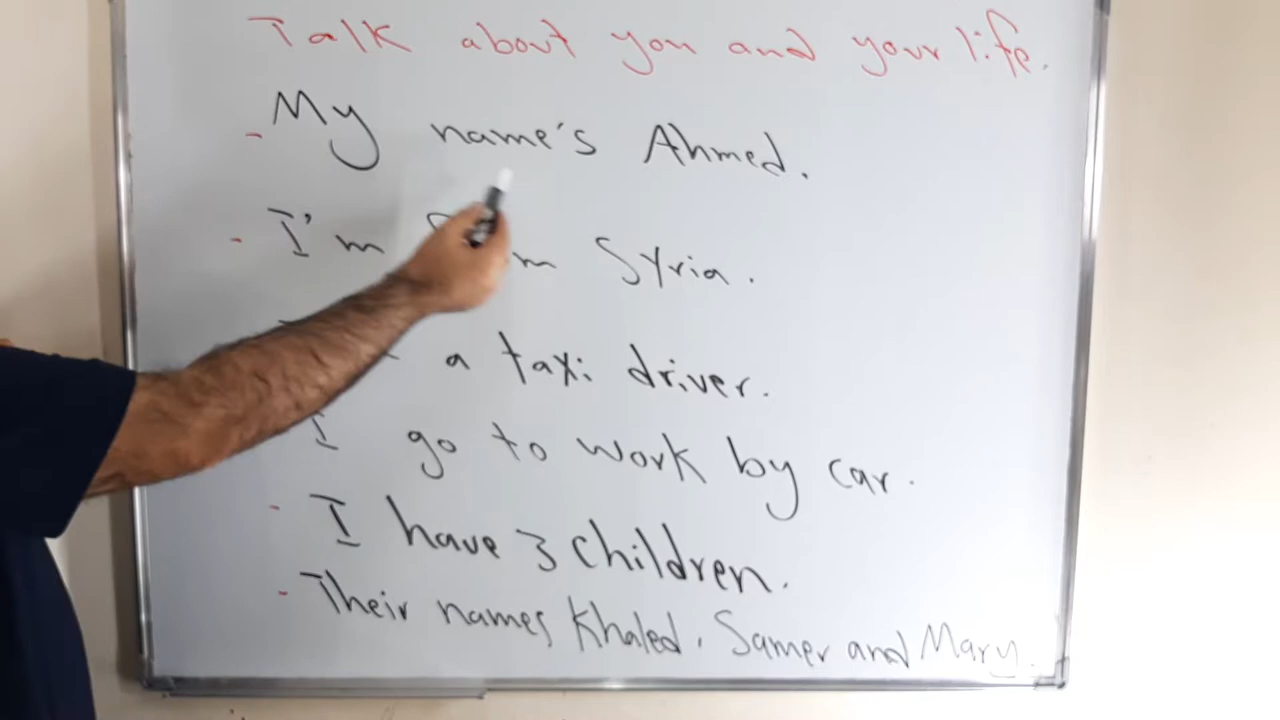 Talk about you and your life.
- My name's Ahmed.
- I'm Syria.
a taxi driver.
I go to work by car.
- I have 3 children.
- Their names Khaled, Samer and Mary.